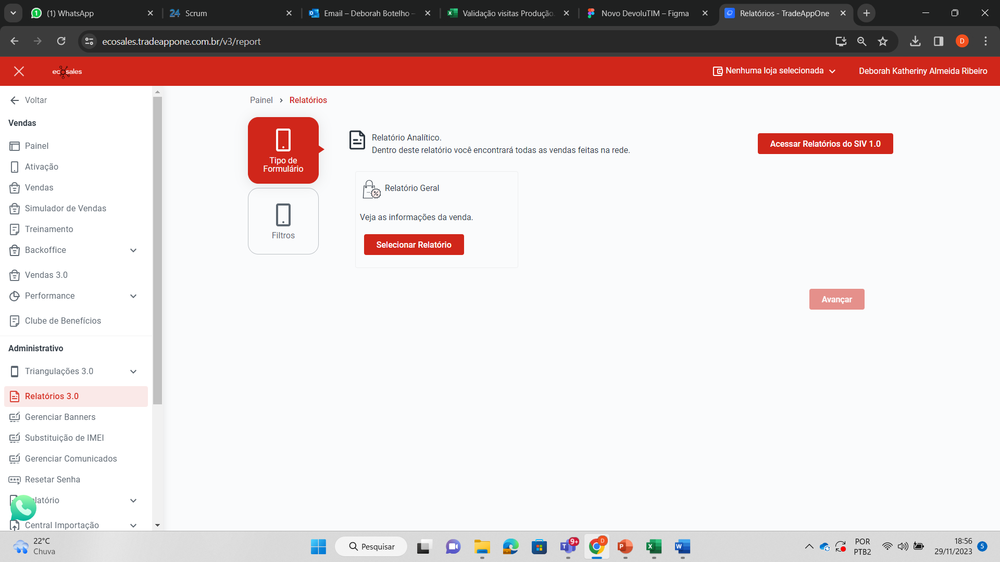 (1) WhatsApp
24 Scrum
Email – Deborah Botelho –
Validação visitas Produção.
Novo DevoluTIM – Figma
Relatórios - TradeAppOne
ecosales.tradeappone.com.br/v3/report
D
ecosales
Nenhuma loja selecionada
Deborah Katheriny Almeida Ribeiro
Voltar
Vendas
Painel
Ativação
Vendas
Simulador de Vendas
Treinamento
Backoffice
Vendas 3.0
Performance
Clube de Benefícios
Administrativo
Triangulações 3.0
Relatórios 3.0
Gerenciar Banners
Substituição de IMEI
Gerenciar Comunicados
Resetar Senha
latório
Central Importação
Painel › Relatórios
Tipo de
Formulário
Filtros
Relatório Analítico.
Dentro deste relatório você encontrará todas as vendas feitas na rede.
Acessar Relatórios do SIV 1.0
Relatório Geral
Veja as informações da venda.
Selecionar Relatório
Avançar
22°C
Chuva
Pesquisar
9+
D
POR
PTB2
18:56
29/11/2023
5